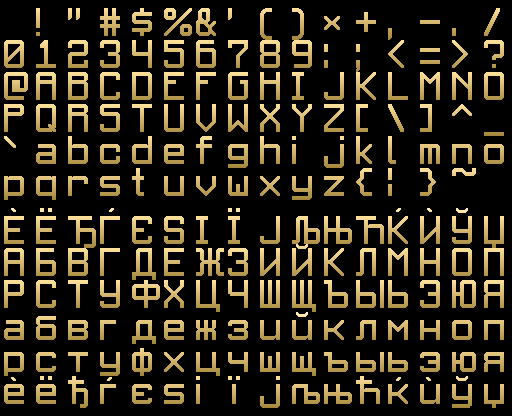 ! " # $ % & ' ( ) × + , - . /
0 1 2 3 4 5 6 7 8 9 : ; < = > ?
@ A B C D E F G H I J K L M N O
P Q R S T U V W X Y Z [ \ ] ^ _
` a b c d e f g h i j k l m n o
p q r s t u v w x y z { ¦ } ~
Ѐ Ё Ђ Ѓ Є Ѕ І Ї Ј Љ Њ Ћ Ќ Ѝ Ў Џ
А Б В Г Д Е Ж З И Й К Л М Н О П
Р С Т У Ф Х Ц Ч Ш Щ Ъ Ы Ь Э Ю Я
а б в г д е ж з и й к л м н о п
р с т у ф х ц ч ш щ ъ ы ь э ю я
ѐ ё ђ ѓ є ѕ і ї ј љ њ ћ ќ ѝ ў џ